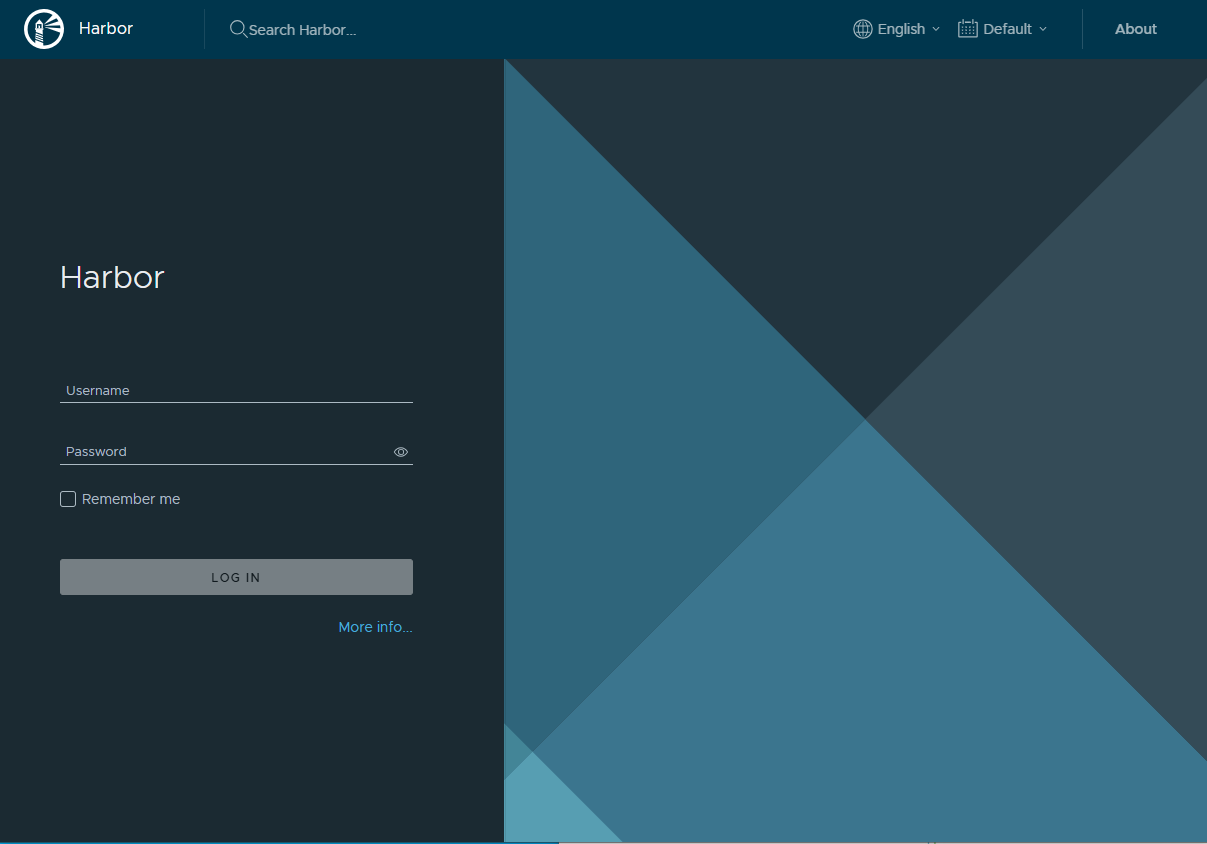 Harbor
Search Harbor...
English
Default
About
Harbor
Username
Password
Remember me
LOG IN
More info...